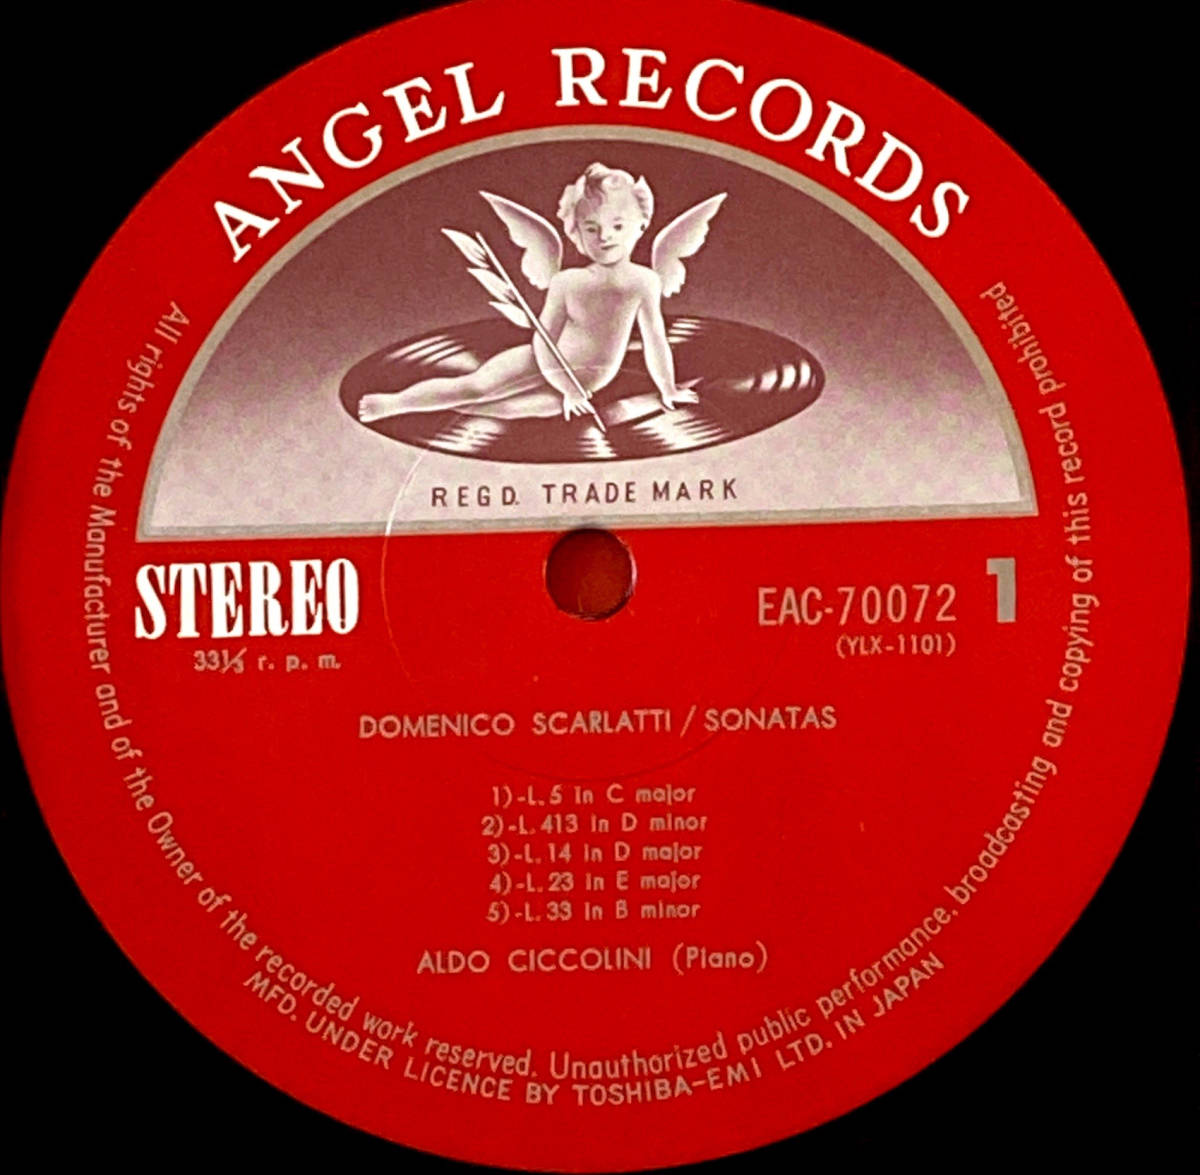 ANGEL RECORDS
REGD. TRADE MARK
STEREO
33⅓ r. p. m.
EAC-70072 1
(YLX-1101)
DOMENICO SCARLATTI / SONATAS
1)-L. 5 in C major
2)-L. 413 in D minor
3)-L. 14 in D major
4)-L. 23 in E major
5)-L. 33 in B minor
ALDO CICCOLINI (Piano)
All rights of the Manufacturer and of the Owner of the recorded work reserved. Unauthorized public performance. broadcasting and copying of this record prohibited
MFD. UNDER LICENCE BY TOSHIBA-EMI LTD. IN JAPAN